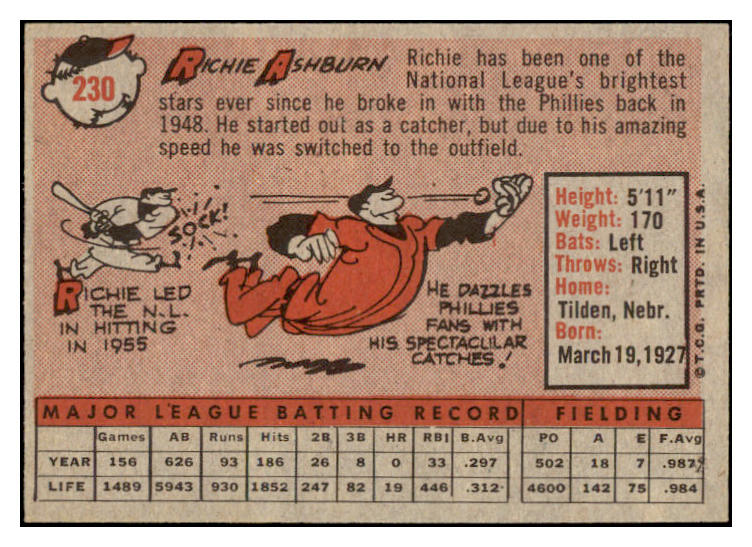 230
RICHIE ASHBURN
Richie has been one of the
National League's brightest
stars ever since he broke in with the Phillies back in
1948. He started out as a catcher, but due to his amazing
speed he was switched to the outfield.
SOCK!
RICHIE LED
THE N.L.
IN HITTING
IN 1955
HE DAZZLES
PHILLIES
FANS WITH
HIS SPECTACULAR
CATCHES!
Height: 5'11"
Weight: 170
Bats: Left
Throws: Right
Home:
Tilden, Nebr.
Born:
March 19, 1927
© T.C.G. PRTD. IN U.S.A.
MAJOR LEAGUE BATTING RECORD FIELDING
Games AB Runs Hits 2B 3B HR RBI B.Avg PO A E F.Avg
YEAR 156 626 93 186 26 8 0 33 .297 502 18 7 .987
LIFE 1489 5943 930 1852 247 82 19 446 .312 4600 142 75 .984